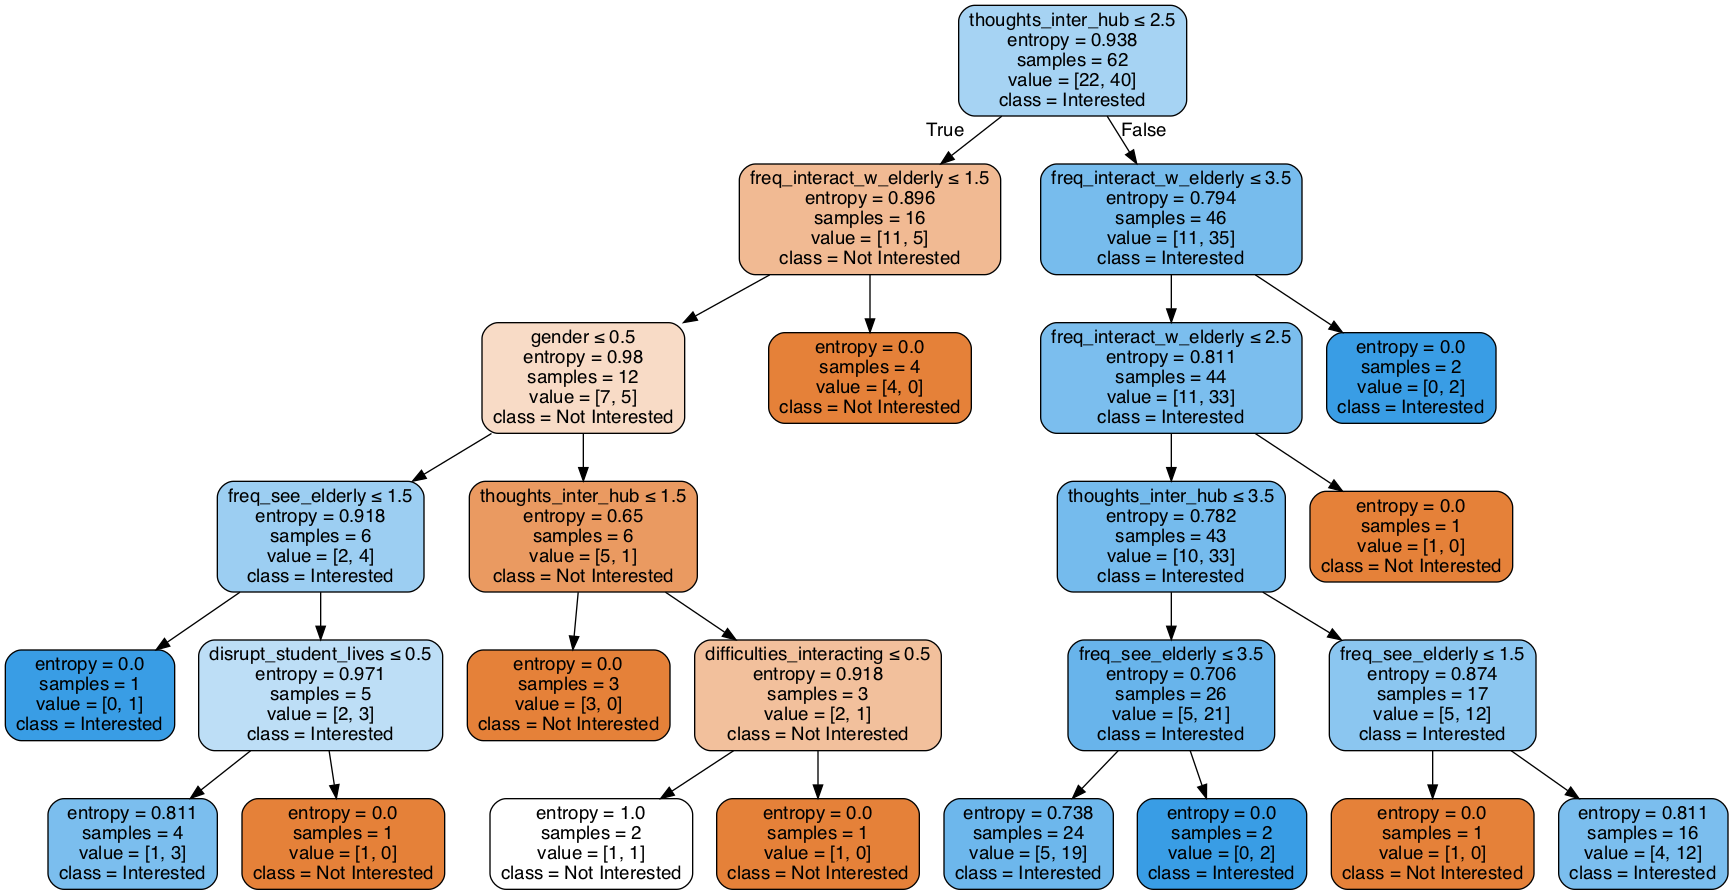 thoughts_inter_hub ≤ 2.5
entropy = 0.938
samples = 62
value = [22, 40]
class = Interested
True
False
freq_interact_w_elderly ≤ 1.5
entropy = 0.896
samples = 16
value = [11, 5]
class = Not Interested
freq_interact_w_elderly ≤ 3.5
entropy = 0.794
samples = 46
value = [11, 35]
class = Interested
gender ≤ 0.5
entropy = 0.98
samples = 12
value = [7, 5]
class = Not Interested
entropy = 0.0
samples = 4
value = [4, 0]
class = Not Interested
freq_interact_w_elderly ≤ 2.5
entropy = 0.811
samples = 44
value = [11, 33]
class = Interested
entropy = 0.0
samples = 2
value = [0, 2]
class = Interested
freq_see_elderly ≤ 1.5
entropy = 0.918
samples = 6
value = [2, 4]
class = Interested
thoughts_inter_hub ≤ 1.5
entropy = 0.65
samples = 6
value = [5, 1]
class = Not Interested
thoughts_inter_hub ≤ 3.5
entropy = 0.782
samples = 43
value = [10, 33]
class = Interested
entropy = 0.0
samples = 1
value = [1, 0]
class = Not Interested
entropy = 0.0
samples = 1
value = [0, 1]
class = Interested
disrupt_student_lives ≤ 0.5
entropy = 0.971
samples = 5
value = [2, 3]
class = Interested
entropy = 0.0
samples = 3
value = [3, 0]
class = Not Interested
difficulties_interacting ≤ 0.5
entropy = 0.918
samples = 3
value = [2, 1]
class = Not Interested
freq_see_elderly ≤ 3.5
entropy = 0.706
samples = 26
value = [5, 21]
class = Interested
freq_see_elderly ≤ 1.5
entropy = 0.874
samples = 17
value = [5, 12]
class = Interested
entropy = 0.811
samples = 4
value = [1, 3]
class = Interested
entropy = 0.0
samples = 1
value = [1, 0]
class = Not Interested
entropy = 1.0
samples = 2
value = [1, 1]
class = Not Interested
entropy = 0.0
samples = 1
value = [1, 0]
class = Not Interested
entropy = 0.738
samples = 24
value = [5, 19]
class = Interested
entropy = 0.0
samples = 2
value = [0, 2]
class = Interested
entropy = 0.0
samples = 1
value = [1, 0]
class = Not Interested
entropy = 0.811
samples = 16
value = [4, 12]
class = Interested